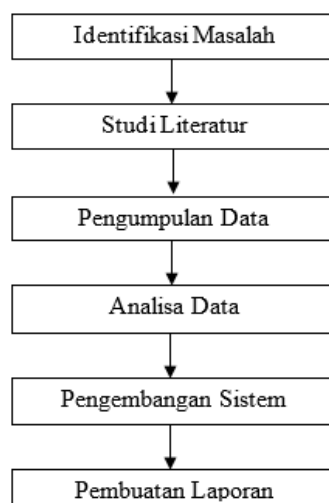 Identifikasi Masalah
Studi Literatur
Pengumpulan Data
Analisa Data
Pengembangan Sistem
Pembuatan Laporan